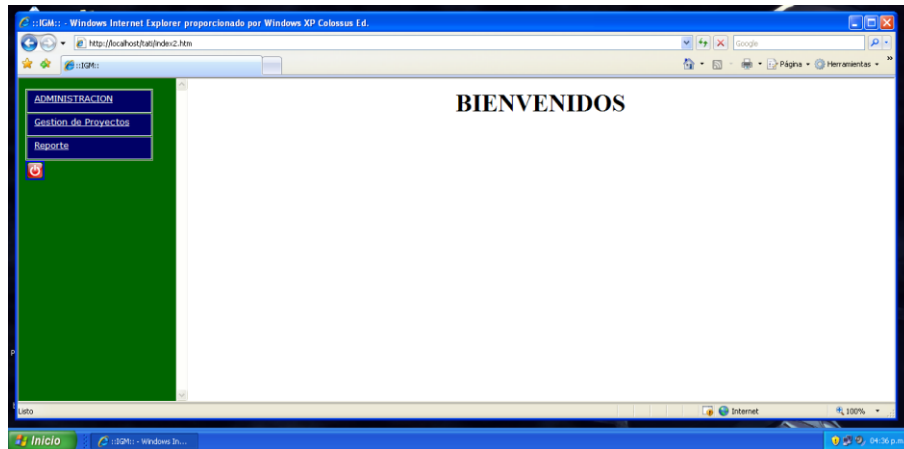 ::IGM:: - Windows Internet Explorer proporcionado por Windows XP Colossus Ed.
http://localhost/tati/index2.htm
Google
::IGM::
Página
Herramientas
ADMINISTRACION
Gestion de Proyectos
Reporte
BIENVENIDOS
P
Listo
Internet
100%
Inicio
::IGM:: - Windows In...
04:36 p.m.